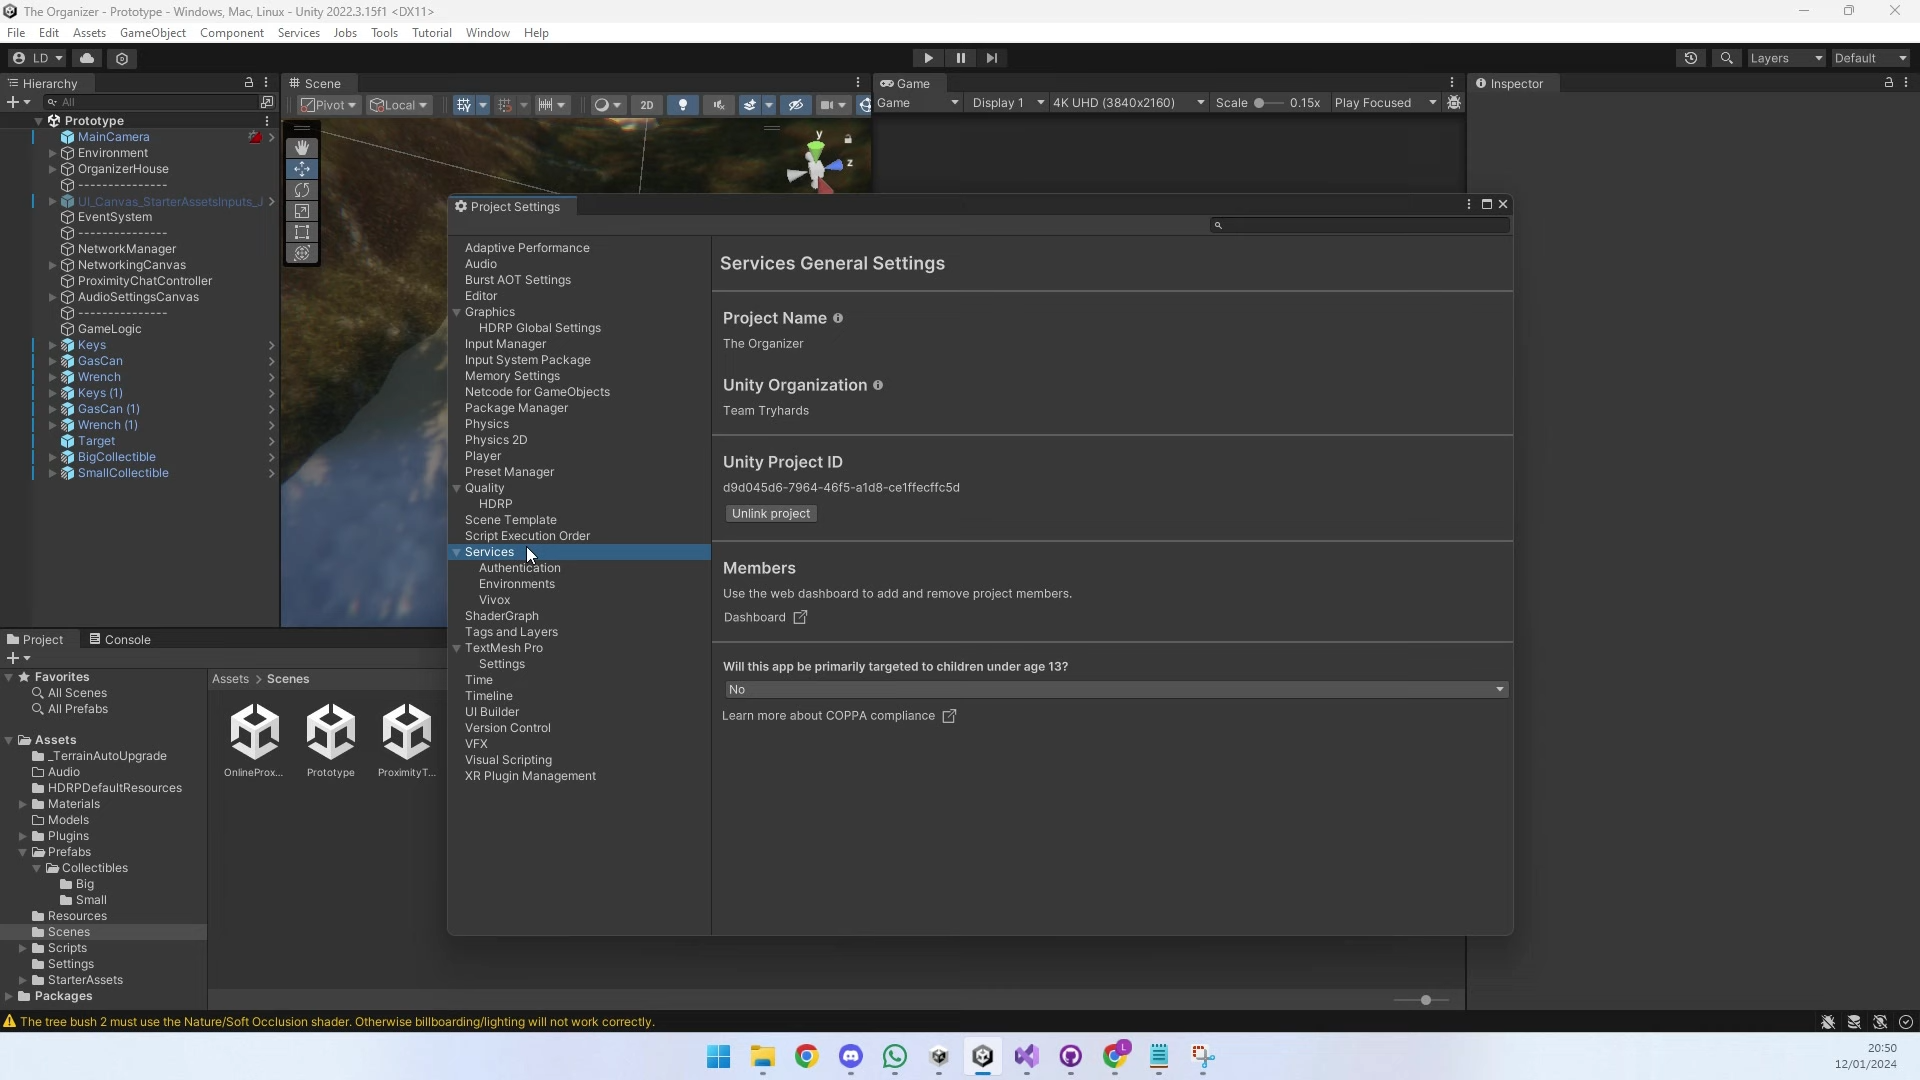 The Organizer - Prototype - Windows, Mac, Linux - Unity 2022.3.15f1 <DX11>
File Edit Assets GameObject Component Services Jobs Tools Tutorial Window Help
LD
Layers
Default
Hierarchy
All
Prototype
MainCamera
Environment
OrganizerHouse
---------------
UI_Canvas_StarterAssetsInputs_J
EventSystem
---------------
NetworkManager
NetworkingCanvas
ProximityChatController
AudioSettingsCanvas
---------------
GameLogic
Keys
GasCan
Wrench
Keys (1)
GasCan (1)
Wrench (1)
Target
BigCollectible
SmallCollectible
Scene
Pivot
Local
2D
y
z
Game
Game
Display 1
4K UHD (3840x2160)
Scale
0.15x
Play Focused
Inspector
Project Settings
Adaptive Performance
Audio
Burst AOT Settings
Editor
Graphics
HDRP Global Settings
Input Manager
Input System Package
Memory Settings
Netcode for GameObjects
Package Manager
Physics
Physics 2D
Player
Preset Manager
Quality
HDRP
Scene Template
Script Execution Order
Services
Authentication
Environments
Vivox
ShaderGraph
Tags and Layers
TextMesh Pro
Settings
Time
Timeline
UI Builder
Version Control
VFX
Visual Scripting
XR Plugin Management
Services General Settings
Project Name
The Organizer
Unity Organization
Team Tryhards
Unity Project ID
d9d045d6-7964-46f5-a1d8-ce1ffecffc5d
Unlink project
Members
Use the web dashboard to add and remove project members.
Dashboard
Will this app be primarily targeted to children under age 13?
No
Learn more about COPPA compliance
Project
Console
Favorites
All Scenes
All Prefabs
Assets
_TerrainAutoUpgrade
Audio
HDRPDefaultResources
Materials
Models
Plugins
Prefabs
Collectibles
Big
Small
Resources
Scenes
Scripts
Settings
StarterAssets
Packages
Assets > Scenes
OnlineProx...
Prototype
ProximityT...
The tree bush 2 must use the Nature/Soft Occlusion shader. Otherwise billboarding/lighting will not work correctly.
L
20:50
12/01/2024